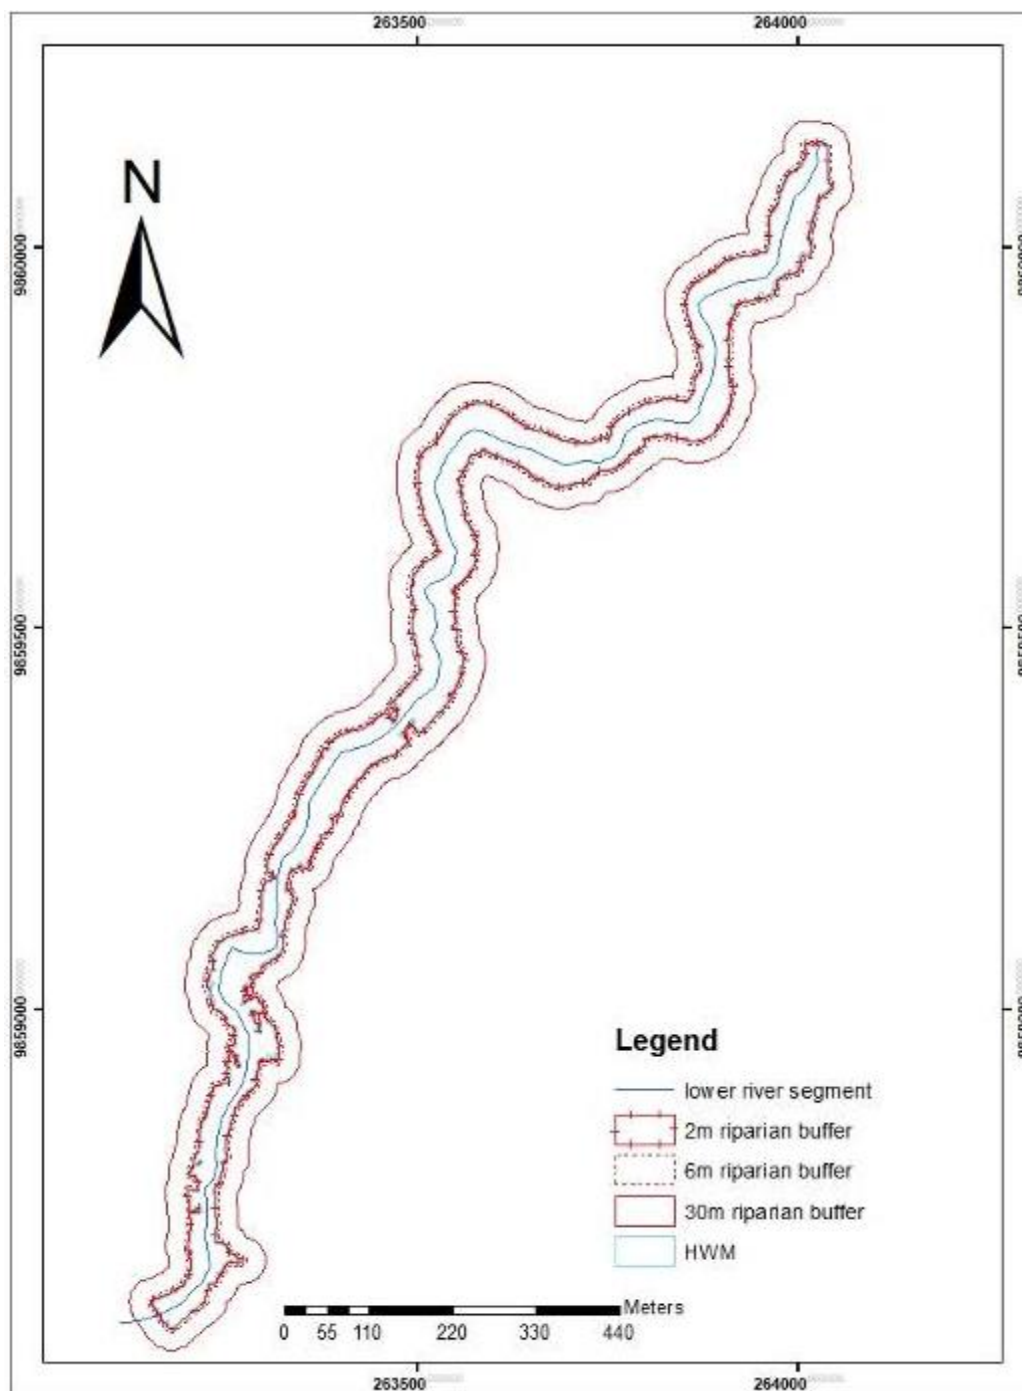 263500 264000
N
9860000
9859500
9859000
Legend
lower river segment
2m riparian buffer
6m riparian buffer
30m riparian buffer
HWM
Meters
0 55 110 220 330 440
263500 264000